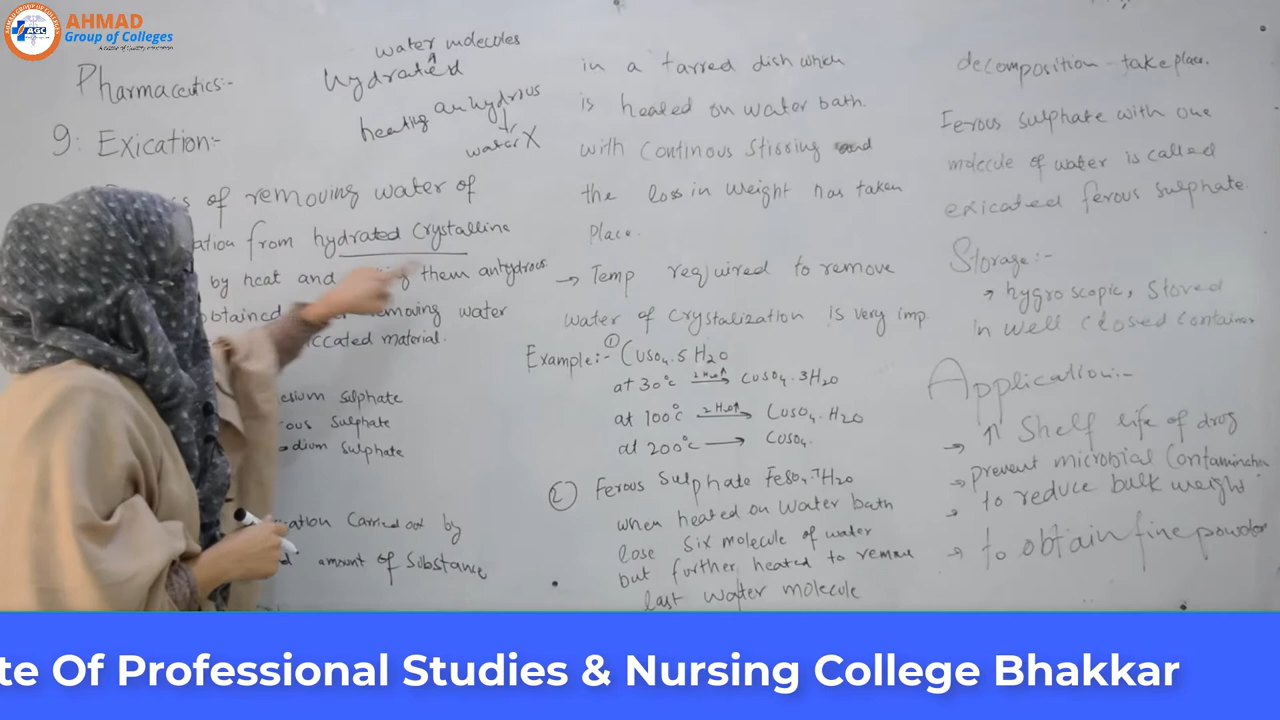 AHMAD
Group of Colleges
AGC
water molecules
hydrated
Pharmaceutics:-
heating anhydrous
water X
9: Exication:-
of removing water of
ation from hydrated Crystalline
by heat and them anhydrous
obtained removing water
ccated material.
esium Sulphate
ous Sulphate
odium Sulphate
ation Carried out by
amount of Substance
in a tarred dish when
is heated on water bath.
with Continous Stirring and
the loss in weight has taken
place.
→ Temp required to remove
water of Crystalization is very imp
Example:- ① CuSO4.5H2O
at 30°c 2H2O↑→ CuSO4.3H2O
at 100°c 2H2O↑→ CuSO4.H2O
at 200°c → CuSO4.
② Ferous Sulphate FeSO4.7H2O
when heated on water bath
lose six molecule of water
but further heated to remove
last water molecule
decomposition take place.
Ferous sulphate with one
molecule of water is called
exicated ferous sulphate.
Storage:-
→ hygroscopic, Stored
in well closed Container
Application:-
→ ↑ Shelf life of drug
→ prevent microbial Contamination
→ to reduce bulk weight
→ to obtain fine powder
te Of Professional Studies & Nursing College Bhakkar